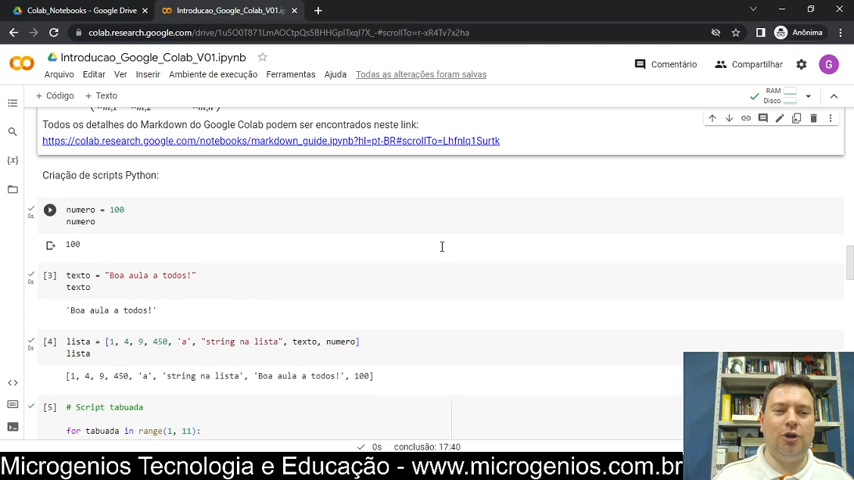 Colab_Notebooks - Google Drive
Introducao_Google_Colab_V01.ip
colab.research.google.com/drive/1u5O0T871LmAOCtpQs5BHHGpITxqI7X_-#scrollTo=r-xR4Tv7x2ha
Anônima
Introducao_Google_Colab_V01.ipynb
Comentário
Compartilhar
G
Arquivo Editar Ver Inserir Ambiente de execução Ferramentas Ajuda Todas as alterações foram salvas
+ Código + Texto
RAM
Disco
Todos os detalhes do Markdown do Google Colab podem ser encontrados neste link:
https://colab.research.google.com/notebooks/markdown_guide.ipynb?hl=pt-BR#scrollTo=LhfnIq1Surtk
Criação de scripts Python:
0s
numero = 100
numero
100
0s
[3] texto = "Boa aula a todos!"
texto
'Boa aula a todos!'
0s
[4] lista = [1, 4, 9, 450, 'a', "string na lista", texto, numero]
lista
[1, 4, 9, 450, 'a', 'string na lista', 'Boa aula a todos!', 100]
[5] # Script tabuada
for tabuada in range(1, 11):
0s conclusão: 17:40
Microgenios Tecnologia e Educação - www.microgenios.com.br